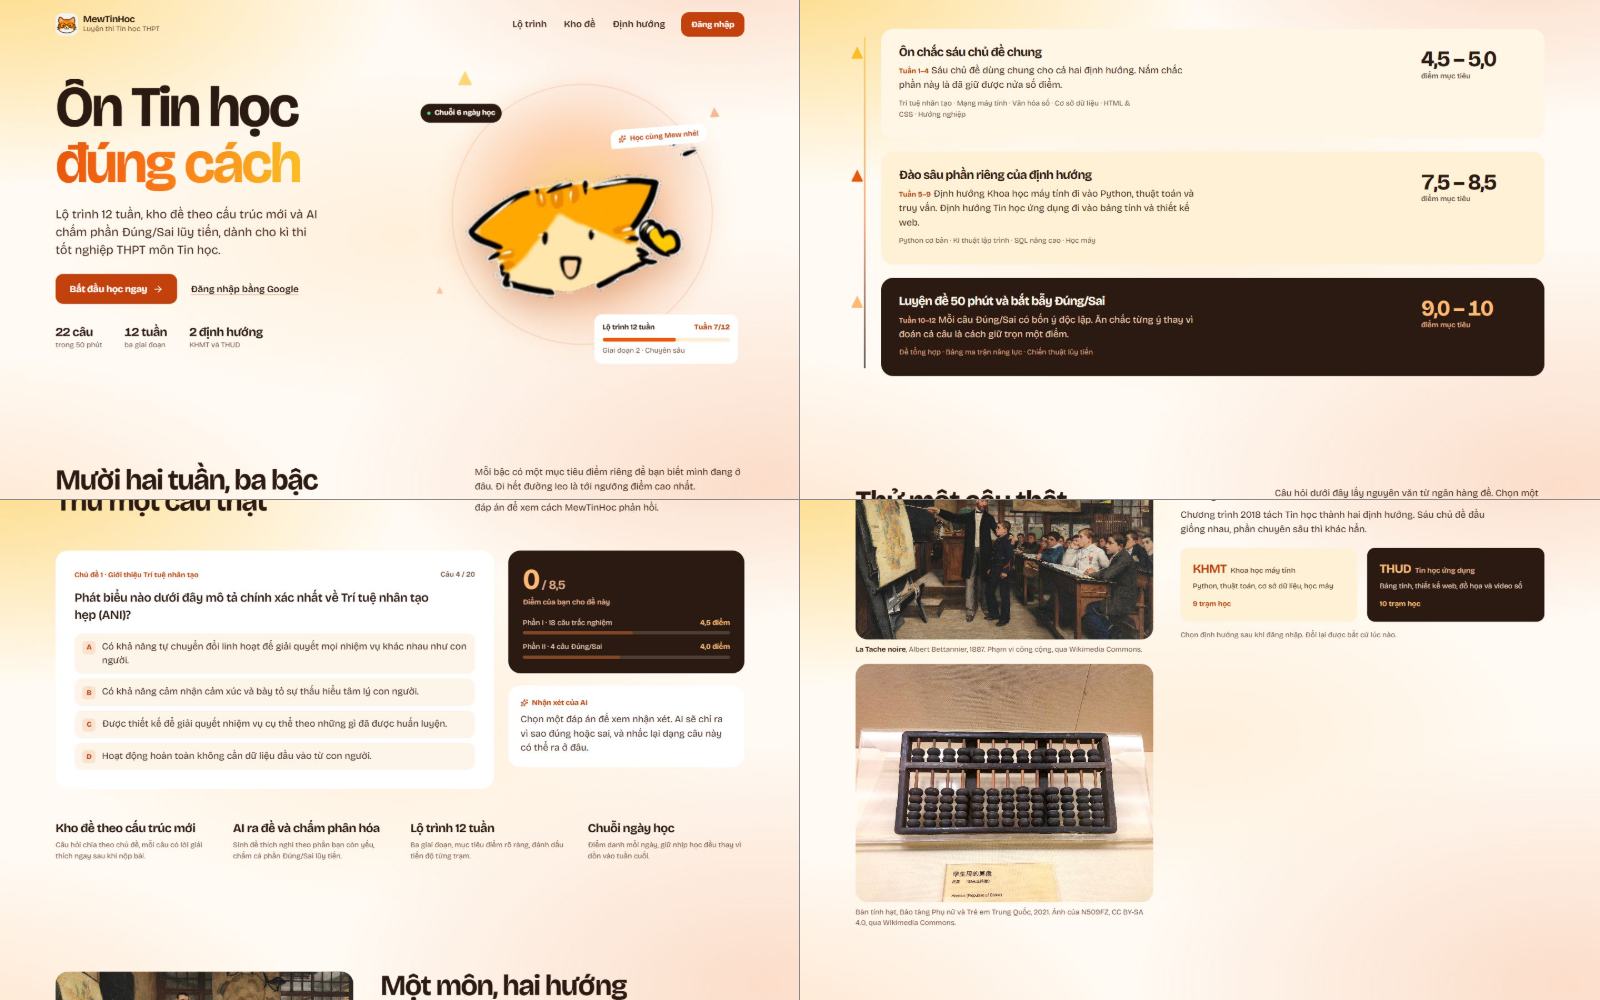 MewTinHoc
Luyện thi Tin học THPT
Lộ trình
Kho đề
Định hướng
Đăng nhập
Ôn Tin học
đúng cách
Lộ trình 12 tuần, kho đề theo cấu trúc mới và AI
chấm phần Đúng/Sai lũy tiến, dành cho kì thi
tốt nghiệp THPT môn Tin học.
Bắt đầu học ngay →
Đăng nhập bằng Google
22 câu
trong 50 phút
12 tuần
ba giai đoạn
2 định hướng
KHMT và THUD
Chuỗi 6 ngày học
Học cùng Mew nhé!
Lộ trình 12 tuần
Tuần 7/12
Giai đoạn 2 · Chuyên sâu
Mười hai tuần, ba bậc
Mỗi bậc có một mục tiêu điểm riêng để bạn biết mình đang ở
đâu. Đi hết đường leo là tới ngưỡng điểm cao nhất.
Ôn chắc sáu chủ đề chung
Tuần 1–4 Sáu chủ đề dùng chung cho cả hai định hướng. Nắm chắc
phần này là đã giữ được nửa số điểm.
Trí tuệ nhân tạo · Mạng máy tính · Văn hóa số · Cơ sở dữ liệu · HTML &
CSS · Hướng nghiệp
4,5 – 5,0
điểm mục tiêu
Đào sâu phần riêng của định hướng
Tuần 5–9 Định hướng Khoa học máy tính đi vào Python, thuật toán và
truy vấn. Định hướng Tin học ứng dụng đi vào bảng tính và thiết kế
web.
Python cơ bản · Kĩ thuật lập trình · SQL nâng cao · Học máy
7,5 – 8,5
điểm mục tiêu
Luyện đề 50 phút và bắt bẫy Đúng/Sai
Tuần 10–12 Mỗi câu Đúng/Sai có bốn ý độc lập. Ăn chắc từng ý thay vì
đoán cả câu là cách giữ trọn một điểm.
Đề tổng hợp · Bảng ma trận năng lực · Chiến thuật lũy tiến
9,0 – 10
điểm mục tiêu
Thử một câu thật
Câu hỏi dưới đây lấy nguyên văn từ ngân hàng đề. Chọn một
Thử một câu thật
đáp án để xem cách MewTinHoc phản hồi.
Chủ đề 1 · Giới thiệu Trí tuệ nhân tạo
Câu 4 / 20
Phát biểu nào dưới đây mô tả chính xác nhất về Trí tuệ nhân tạo
hẹp (ANI)?
A Có khả năng tự chuyển đổi linh hoạt để giải quyết mọi nhiệm vụ khác nhau như con
người.
B Có khả năng cảm nhận cảm xúc và bày tỏ sự thấu hiểu tâm lý con người.
C Được thiết kế để giải quyết nhiệm vụ cụ thể theo những gì đã được huấn luyện.
D Hoạt động hoàn toàn không cần dữ liệu đầu vào từ con người.
0 / 8,5
Điểm của bạn cho đề này
Phần I · 18 câu trắc nghiệm
4,5 điểm
Phần II · 4 câu Đúng/Sai
4,0 điểm
Nhận xét của AI
Chọn một đáp án để xem nhận xét. AI sẽ chỉ ra
vì sao đúng hoặc sai, và nhắc lại dạng câu này
có thể ra ở đâu.
Kho đề theo cấu trúc mới
Câu hỏi chia theo chủ đề, mỗi câu có lời giải
thích ngay sau khi nộp bài.
AI ra đề và chấm phân hóa
Sinh đề thích nghi theo phần bạn còn yếu,
chấm cả phần Đúng/Sai lũy tiến.
Lộ trình 12 tuần
Ba giai đoạn, mục tiêu điểm rõ ràng, đánh dấu
tiến độ từng trạm.
Chuỗi ngày học
Điểm danh mỗi ngày, giữ nhịp học đều thay vì
dồn vào tuần cuối.
Một môn, hai hướng
Chương trình 2018 tách Tin học thành hai định hướng. Sáu chủ đề đầu
giống nhau, phần chuyên sâu thì khác hẳn.
KHMT Khoa học máy tính
Python, thuật toán, cơ sở dữ liệu, học máy
9 trạm học
THUD Tin học ứng dụng
Bảng tính, thiết kế web, đồ họa và video số
10 trạm học
Chọn định hướng sau khi đăng nhập. Đổi lại được bất cứ lúc nào.
La Tache noire, Albert Bettannier, 1887. Phạm vi công cộng, qua Wikimedia Commons.
Bàn tính hạt, Bảo tàng Phụ nữ và Trẻ em Trung Quốc, 2021. Ảnh của N509FZ, CC BY-SA
4.0, qua Wikimedia Commons.